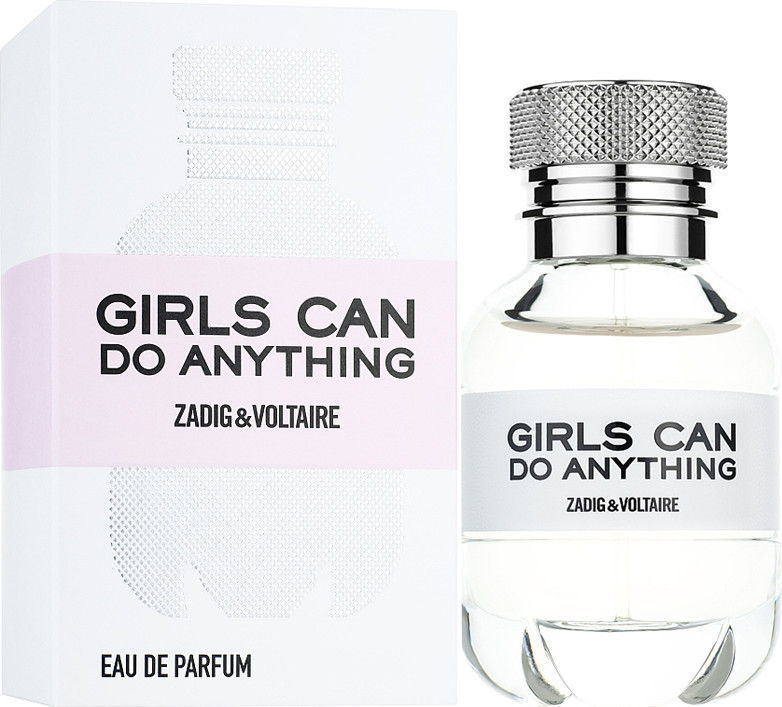 GIRLS CAN
DO ANYTHING
ZADIG&VOLTAIRE
EAU DE PARFUM
GIRLS CAN
DO ANYTHING
ZADIG&VOLTAIRE